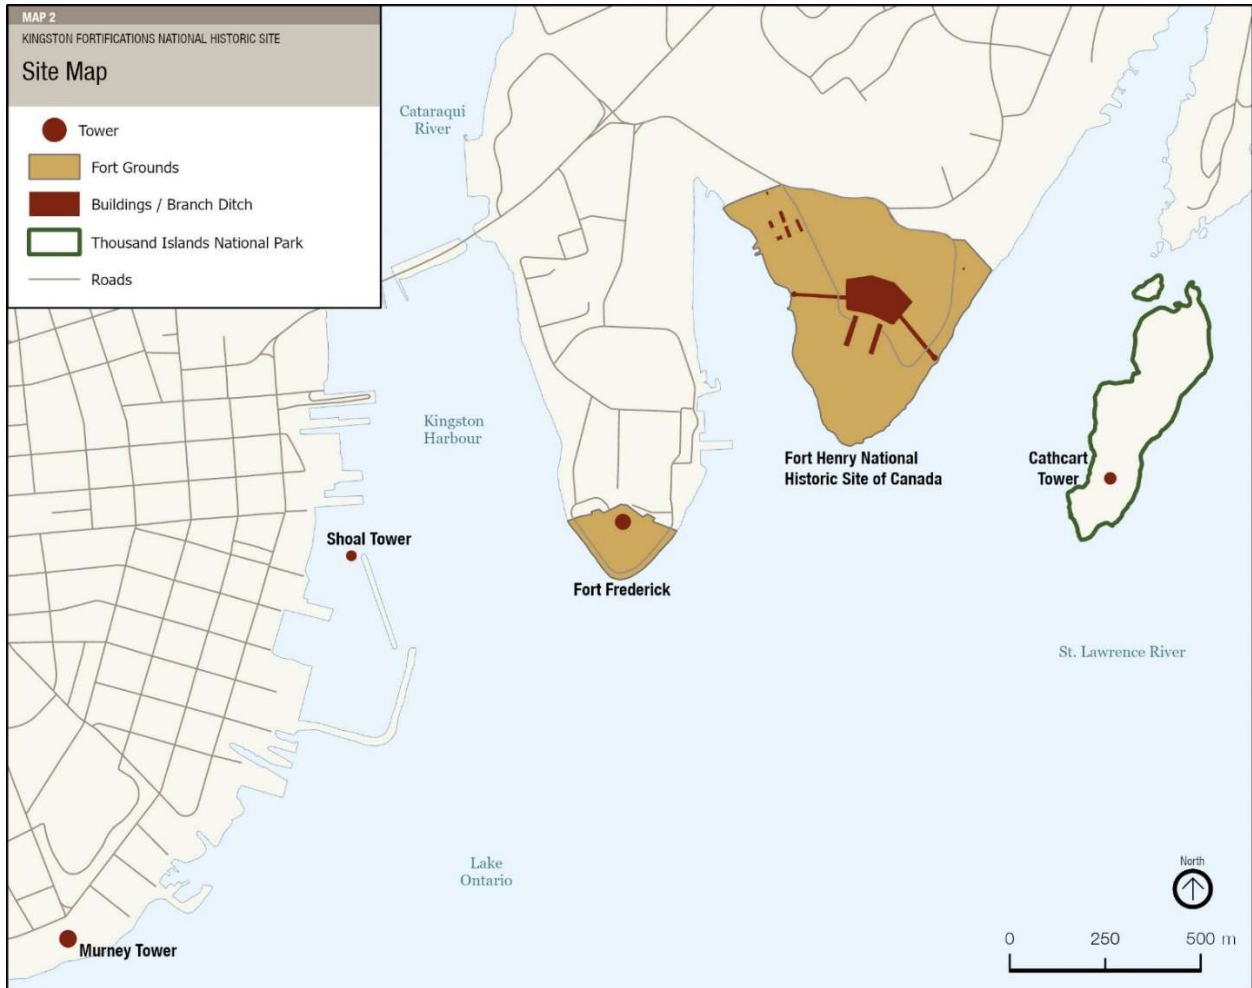 MAP 2
KINGSTON FORTIFICATIONS NATIONAL HISTORIC SITE
Site Map
Tower
Fort Grounds
Buildings / Branch Ditch
Thousand Islands National Park
Roads
Cataraqui
River
Kingston
Harbour
Fort Henry National
Historic Site of Canada
Cathcart
Tower
Shoal Tower
Fort Frederick
St. Lawrence River
Lake
Ontario
North
Murney Tower
0 250 500 m